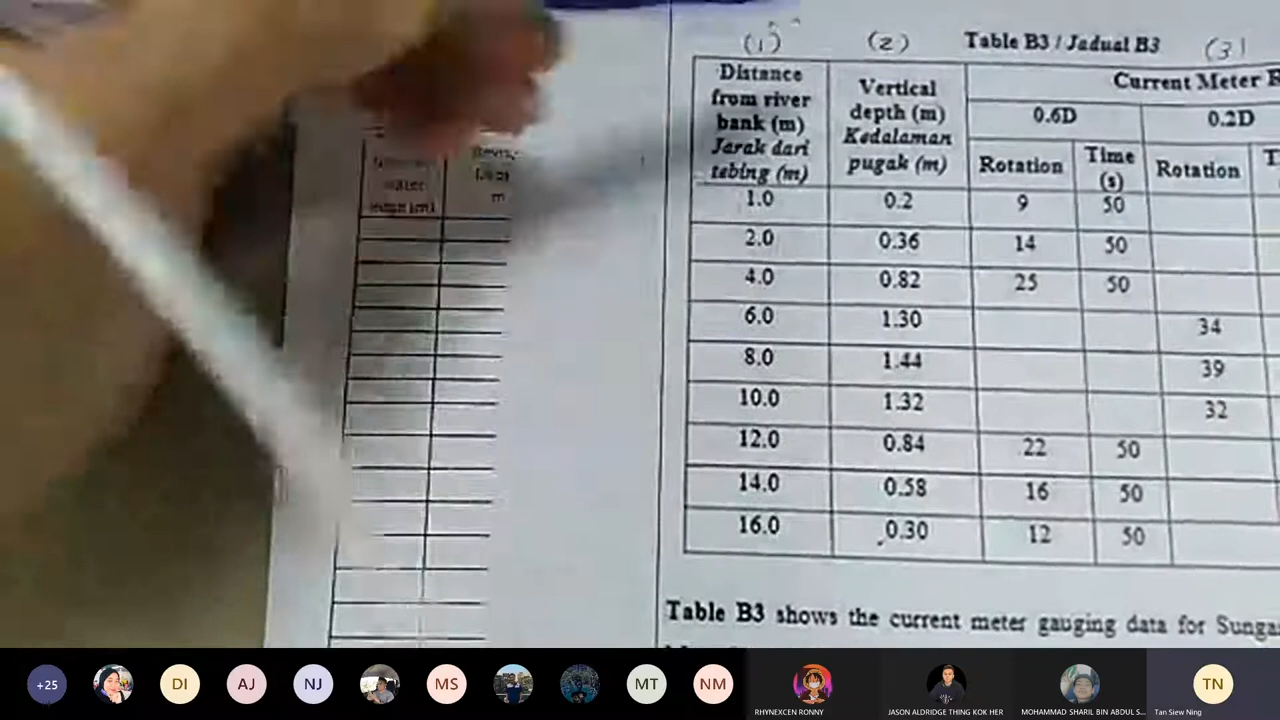 (1) (2) Table B3 / Jadual B3 (3)
Distance from river bank (m) Jarak dari tebing (m)
Vertical depth (m) Kedalaman pugak (m)
Current Meter R
0.6D 0.2D
Rotation Time (s) Rotation T
1.0 0.2 9 50
2.0 0.36 14 50
4.0 0.82 25 50
6.0 1.30 34
8.0 1.44 39
10.0 1.32 32
12.0 0.84 22 50
14.0 0.58 16 50
16.0 0.30 12 50
Table B3 shows the current meter gauging data for Sunga
+25 DI AJ NJ MS MT NM TN
RHYNEXCEN RONNY JASON ALDRIDGE THING KOK HER MOHAMMAD SHARIL BIN ABDUL S... Tan Siew Ning